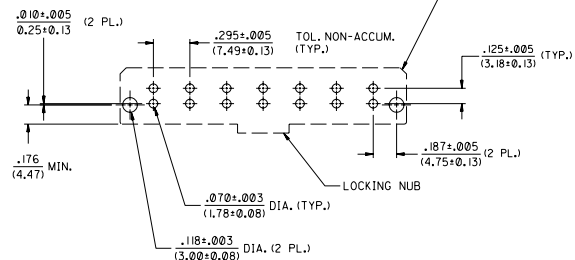 .010±.005 (2 PL.)
0.25±0.13
.295±.005
(7.49±0.13)
TOL. NON-ACCUM.
(TYP.)
.125±.005 (TYP.)
(3.18±0.13)
.176 MIN.
(4.47)
.187±.005 (2 PL.)
(4.75±0.13)
LOCKING NUB
.070±.003 DIA. (TYP.)
(1.78±0.08)
.118±.003 DIA. (2 PL.)
(3.00±0.08)